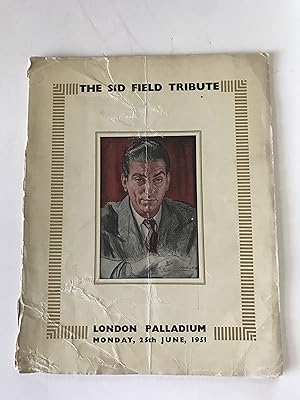 THE SID FIELD TRIBUTE
LONDON PALLADIUM
MONDAY, 25th JUNE, 1951